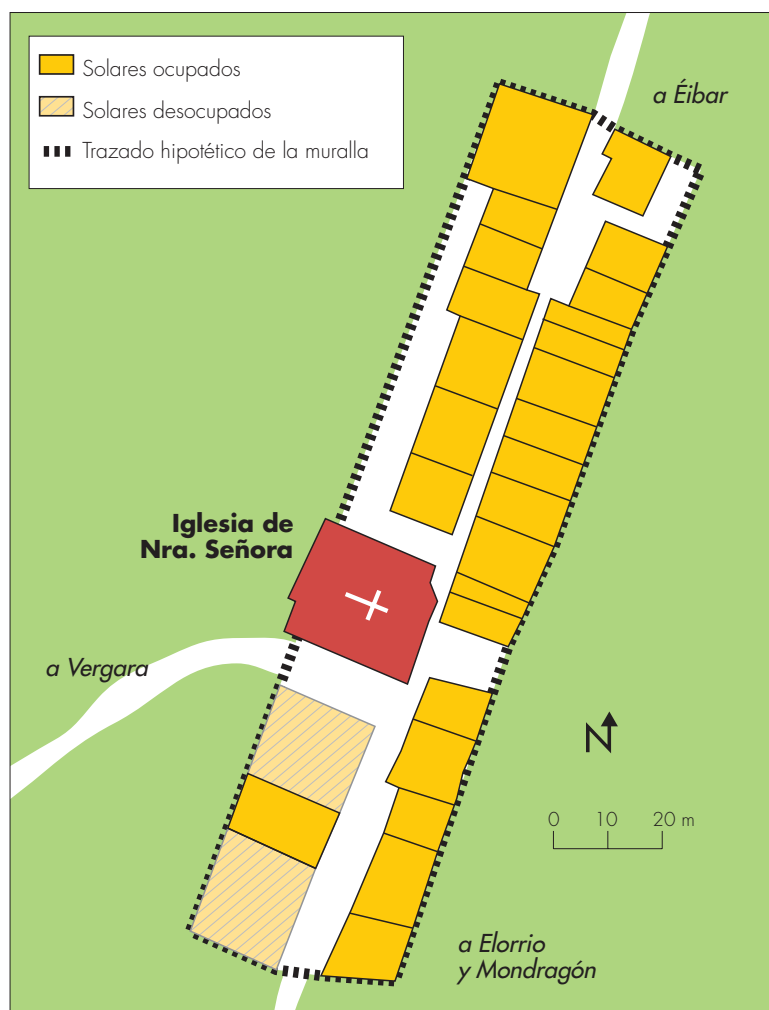 Solares ocupados
Solares desocupados
Trazado hipotético de la muralla
a Éibar
Iglesia de
Nra. Señora
a Vergara
N
0 10 20 m
a Elorrio
y Mondragón